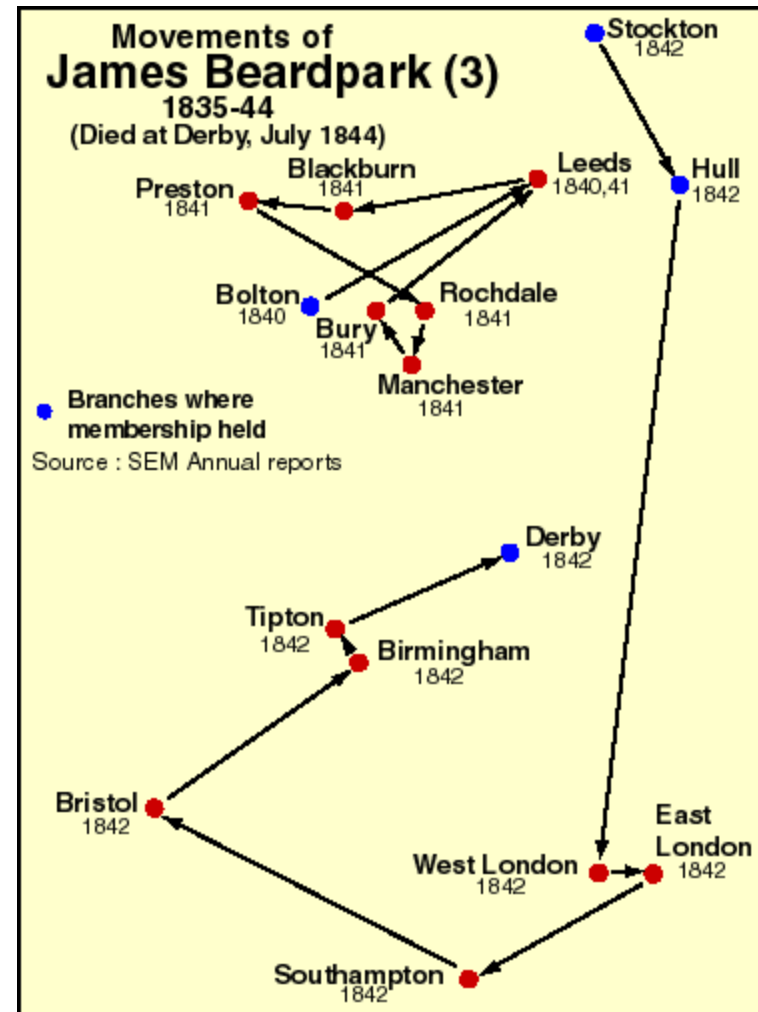 Movements of
James Beardpark (3)
1835-44
(Died at Derby, July 1844)
Stockton
1842
Hull
1842
Leeds
1840,41
Blackburn
1841
Preston
1841
Bolton
1840
Bury
1841
Rochdale
1841
Manchester
1841
Branches where
membership held
Source : SEM Annual reports
Derby
1842
Tipton
1842
Birmingham
1842
Bristol
1842
East
London
1842
West London
1842
Southampton
1842